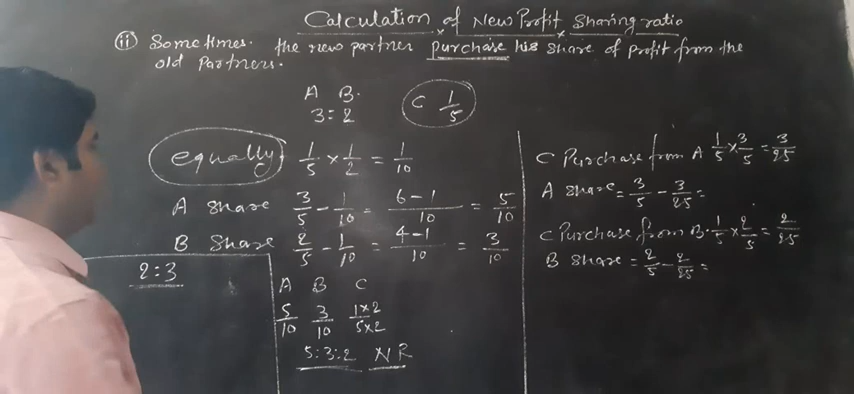 Calculation of New Profit Sharing ratio
(ii) Sometimes. the new partner purchase his share of profit from the
old Partners.
A B.
3:2
C 1/5
equally. 1/5 × 1/2 = 1/10
A Share 3/5 - 1/10 = 6-1/10 = 5/10
B Share 2/5 - 1/10 = 4-1/10 = 3/10
2:3
A B C
5/10 3/10 1×2/5×2
5:3:2 NR
C Purchase from A 1/5 × 3/5 = 3/25
A Share = 3/5 - 3/25 =
C Purchase from B. 1/5 × 2/5 = 2/25
B Share = 2/5 - 2/25 =